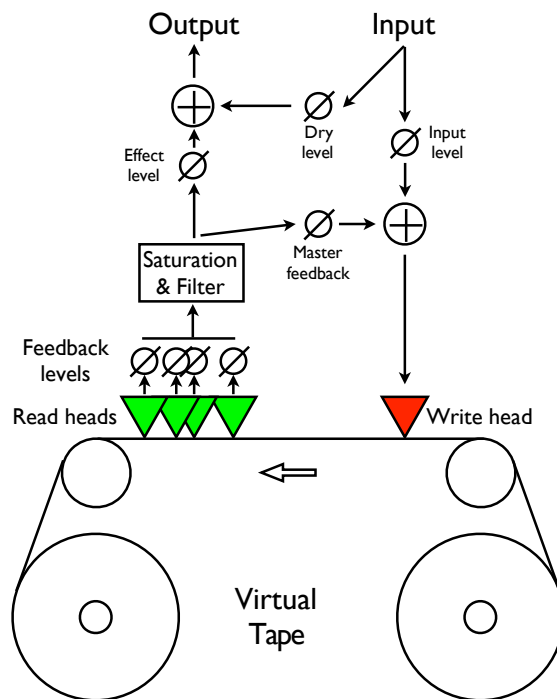 Output
Input
Dry
level
Input
level
Effect
level
Master
feedback
Saturation
& Filter
Feedback
levels
Read heads
Write head
Virtual
Tape